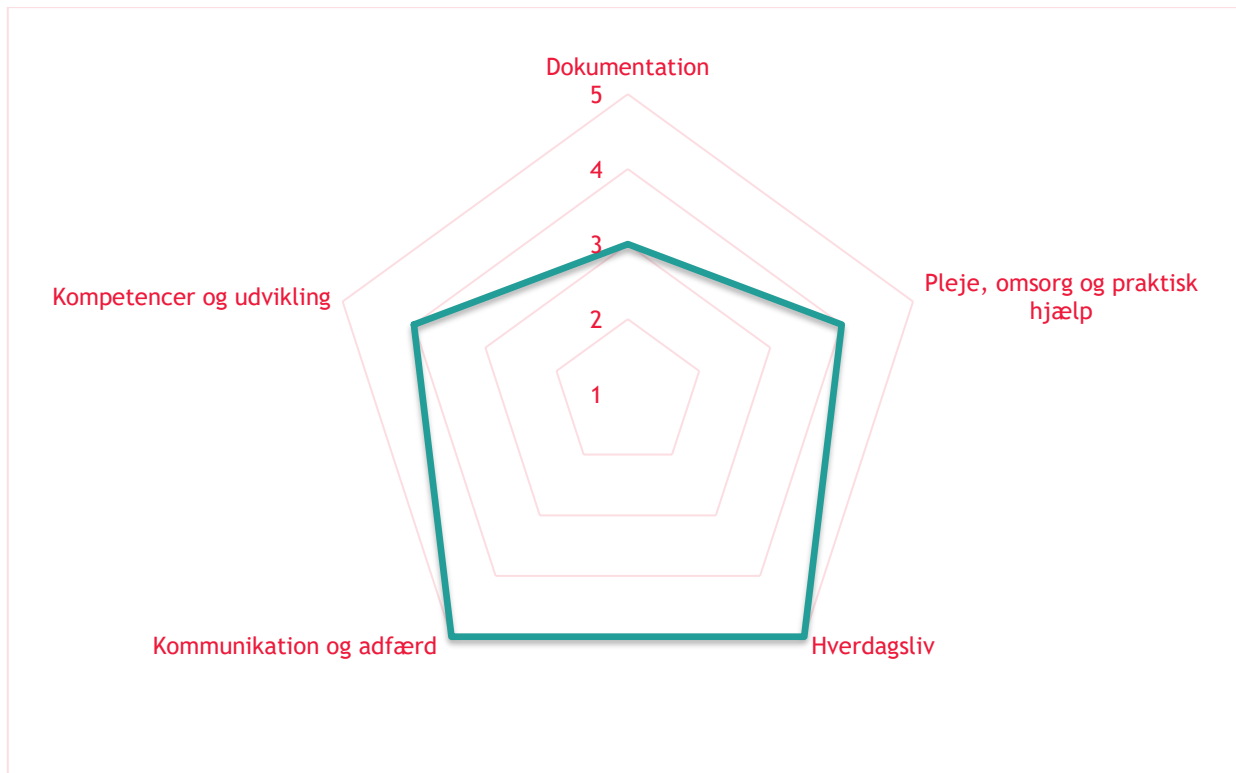 Dokumentation
5
4
3
2
1
Pleje, omsorg og praktisk
hjælp
Hverdagsliv
Kommunikation og adfærd
Kompetencer og udvikling